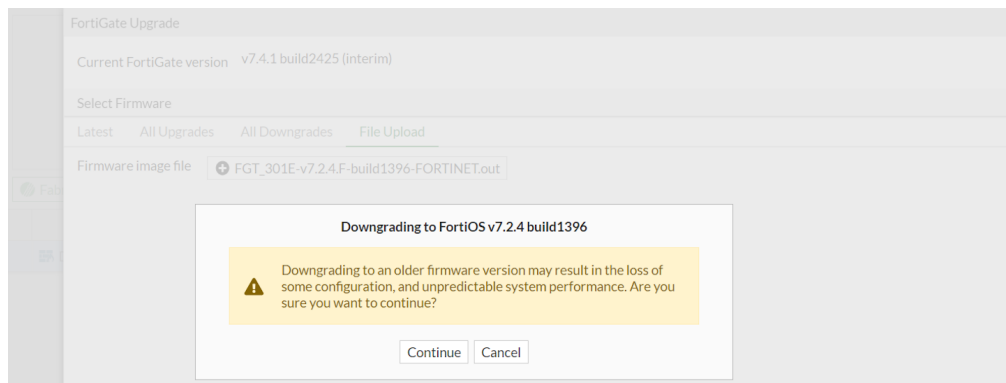 FortiGate Upgrade
Current FortiGate version v7.4.1 build2425 (interim)
Select Firmware
Latest All Upgrades All Downgrades File Upload
Firmware image file FGT_301E-v7.2.4.F-build1396-FORTINET.out
Fab
Downgrading to FortiOS v7.2.4 build1396
Downgrading to an older firmware version may result in the loss of
some configuration, and unpredictable system performance. Are you
sure you want to continue?
Continue Cancel